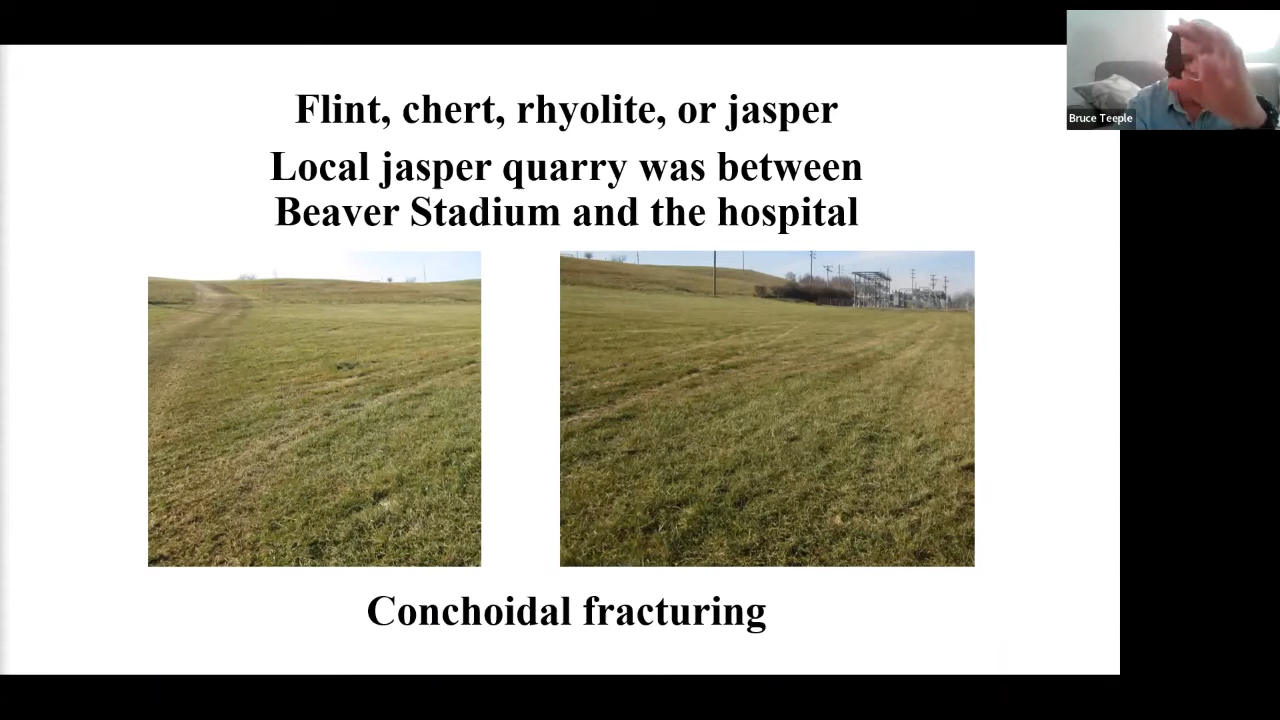 Flint, chert, rhyolite, or jasper
Local jasper quarry was between
Beaver Stadium and the hospital
Conchoidal fracturing
Bruce Teeple